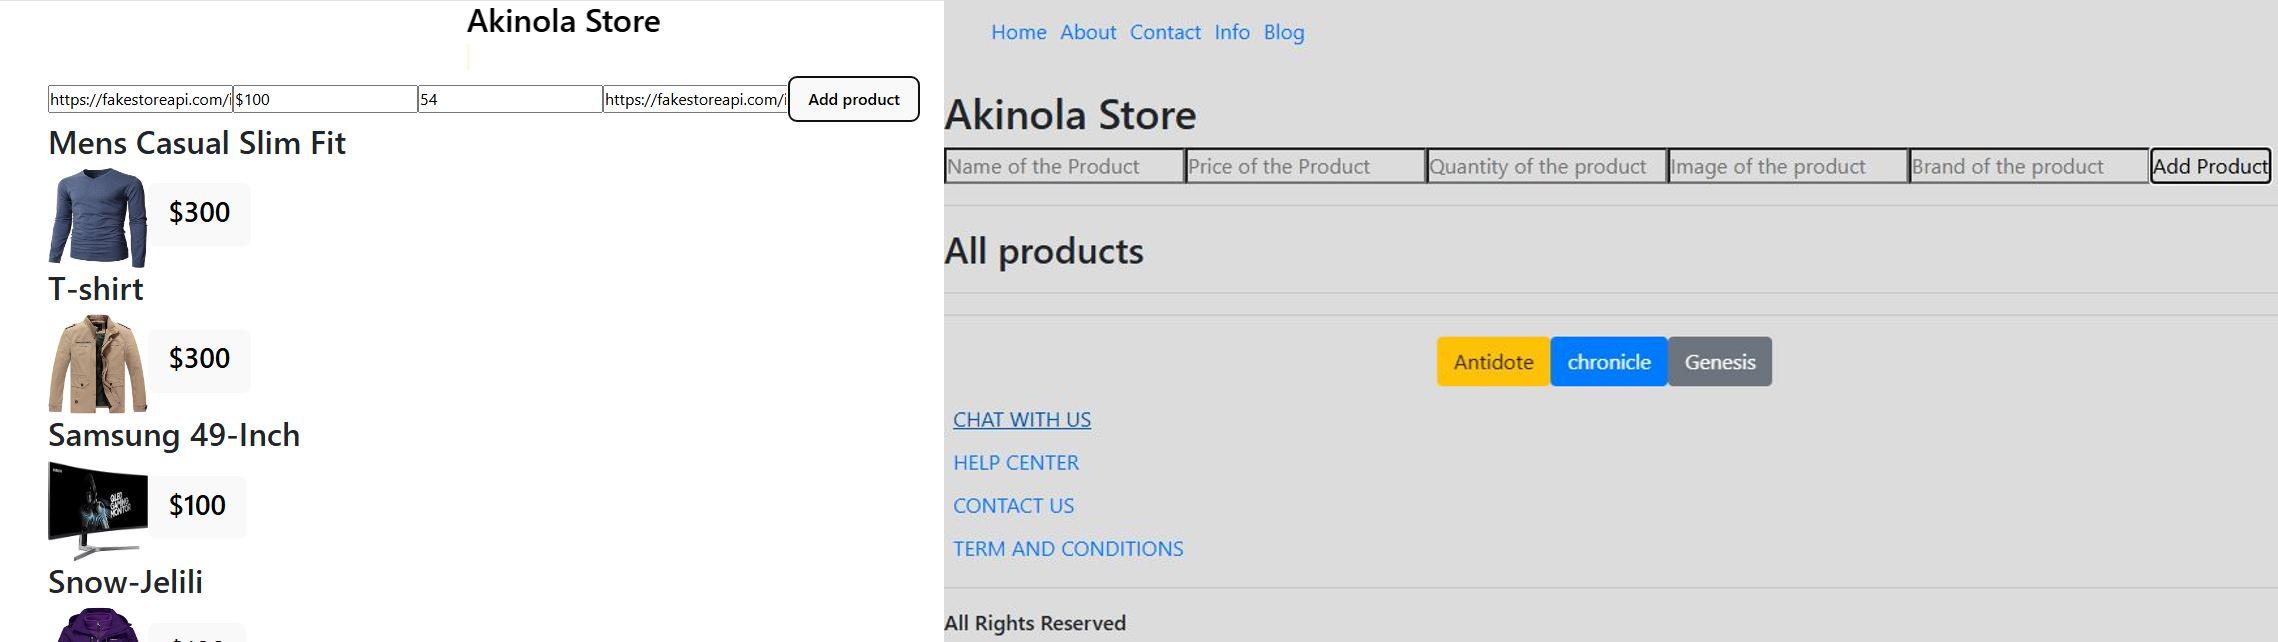 Akinola Store
https://fakestoreapi.com/i
$100
54
https://fakestoreapi.com/i
Add product
Mens Casual Slim Fit
$300
T-shirt
$300
Samsung 49-Inch
QLED
GAMING
MONITOR
$100
Snow-Jelili
Home About Contact Info Blog
Akinola Store
Name of the Product
Price of the Product
Quantity of the product
Image of the product
Brand of the product
Add Product
All products
Antidote
chronicle
Genesis
CHAT WITH US
HELP CENTER
CONTACT US
TERM AND CONDITIONS
All Rights Reserved